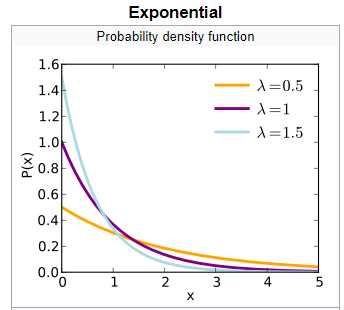 Exponential
Probability density function
1.6
1.4
1.2
1.0
0.8
0.6
0.4
0.2
0.0
P(x)
λ=0.5
λ=1
λ=1.5
0 1 2 3 4 5
x